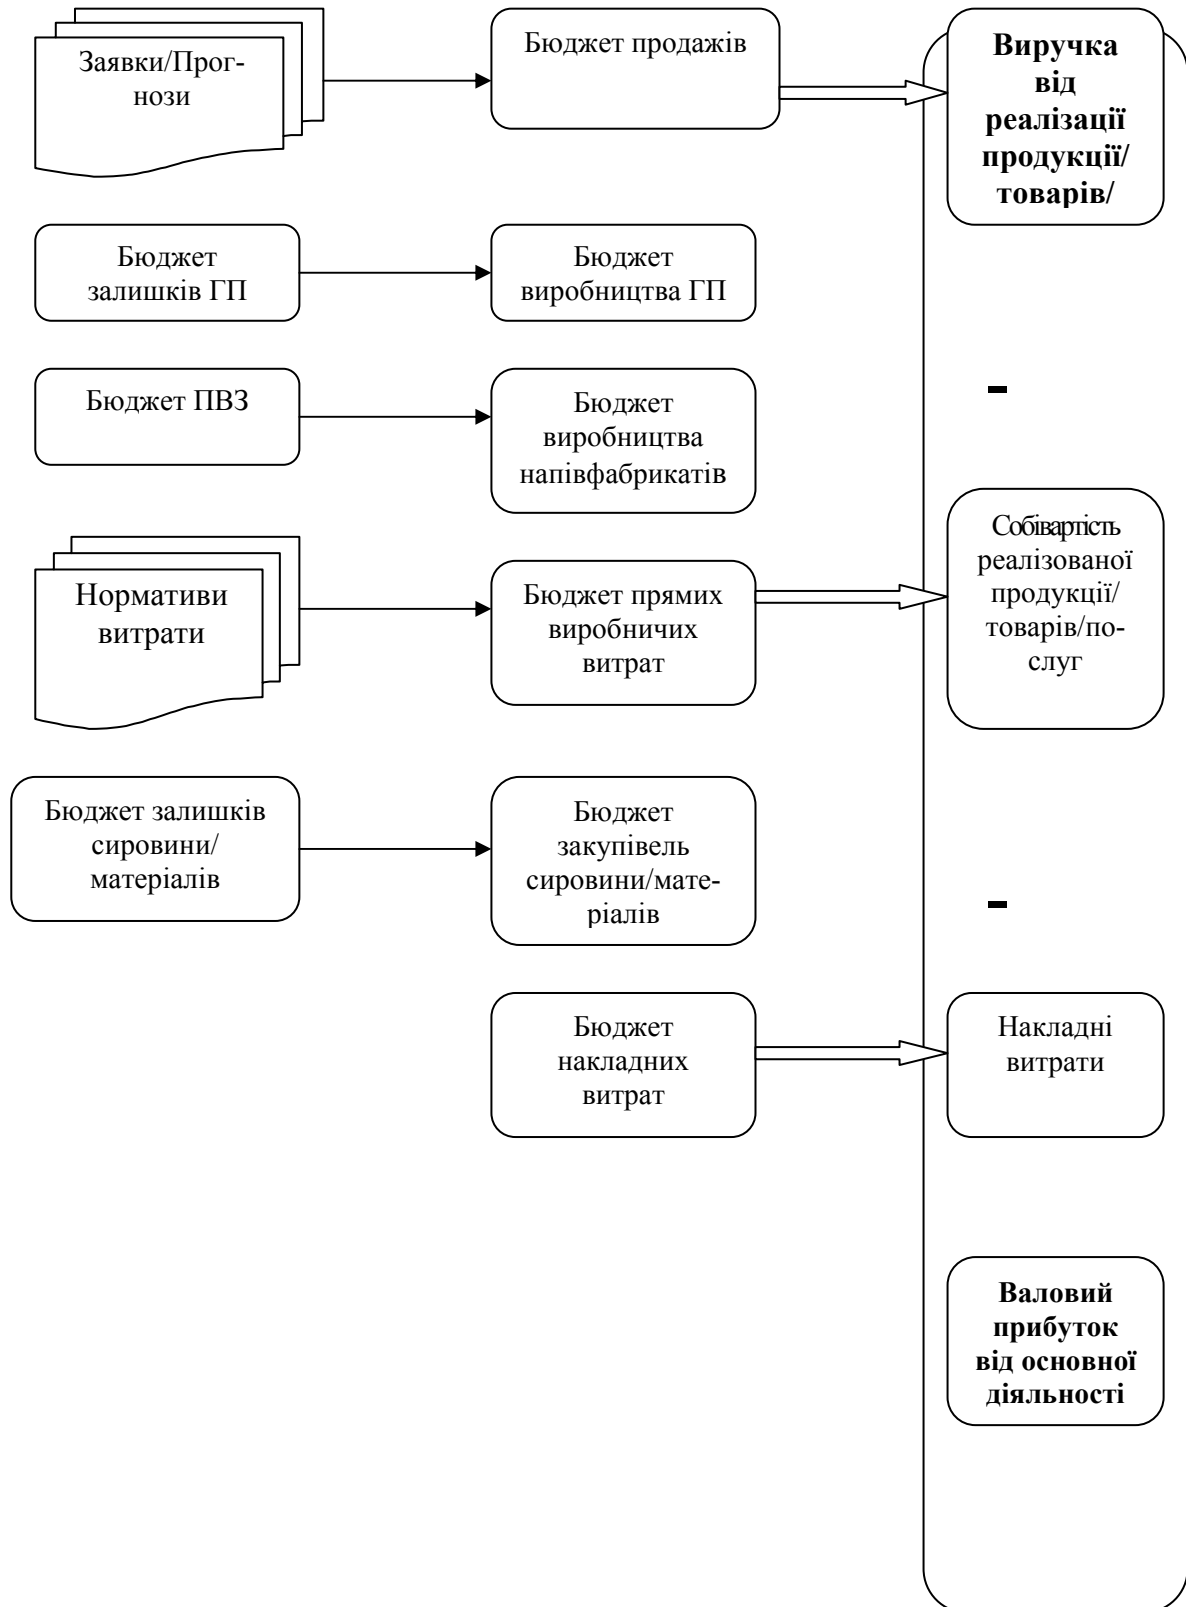 Заявки/Прог-
нози
Бюджет продажів
Виручка
від
реалізації
продукції/
товарів/
Бюджет
залишків ГП
Бюджет
виробництва ГП
Бюджет ПВЗ
Бюджет
виробництва
напівфабрикатів
-
Нормативи
витрати
Бюджет прямих
виробничих
витрат
Собівартість
реалізованої
продукції/
товарів/по-
слуг
Бюджет залишків
сировини/
матеріалів
Бюджет
закупівель
сировини/мате-
ріалів
-
Бюджет
накладних
витрат
Накладні
витрати
Валовий
прибуток
від основної
діяльності